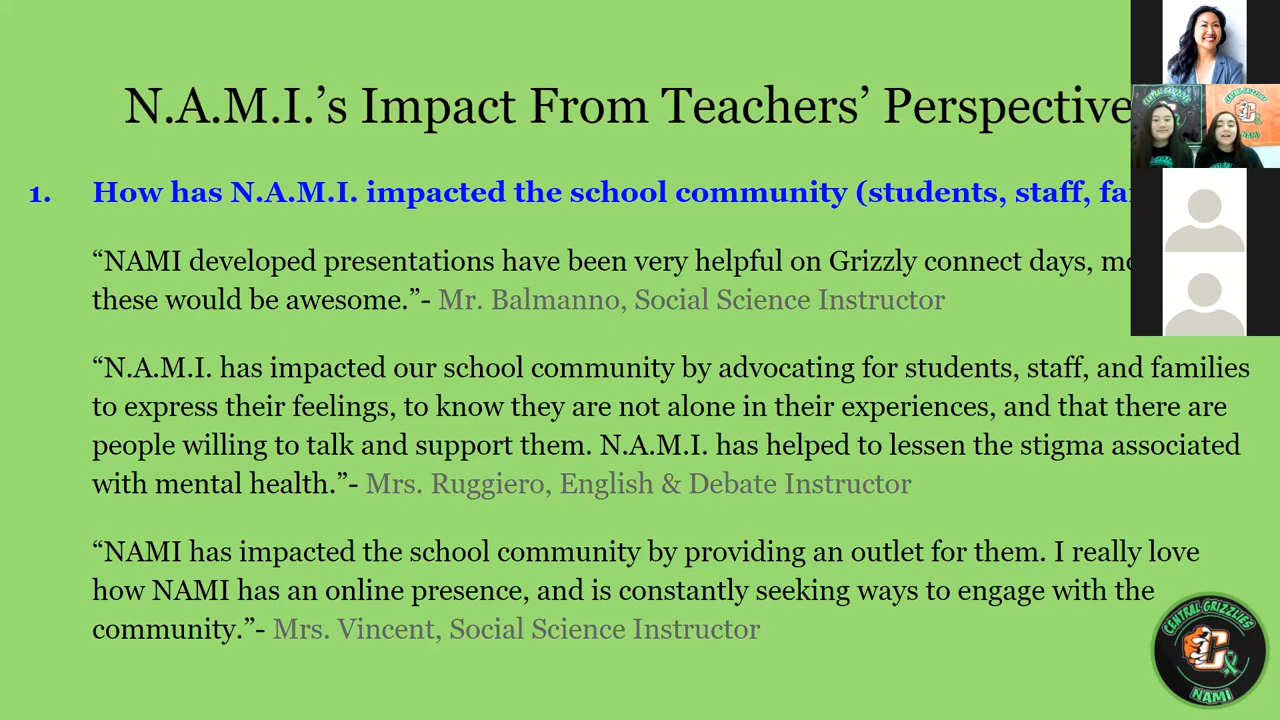 N.A.M.I.’s Impact From Teachers’ Perspective
1. How has N.A.M.I. impacted the school community (students, staff,
“NAMI developed presentations have been very helpful on Grizzly connect days,
these would be awesome.”- Mr. Balmanno, Social Science Instructor
“N.A.M.I. has impacted our school community by advocating for students, staff, and families
to express their feelings, to know they are not alone in their experiences, and that there are
people willing to talk and support them. N.A.M.I. has helped to lessen the stigma associated
with mental health.”- Mrs. Ruggiero, English & Debate Instructor
“NAMI has impacted the school community by providing an outlet for them. I really love
how NAMI has an online presence, and is constantly seeking ways to engage with the
community.”- Mrs. Vincent, Social Science Instructor
CENTRAL GRIZZLIES
C
NAMI
CENTRAL GRIZZLIES
NAMI